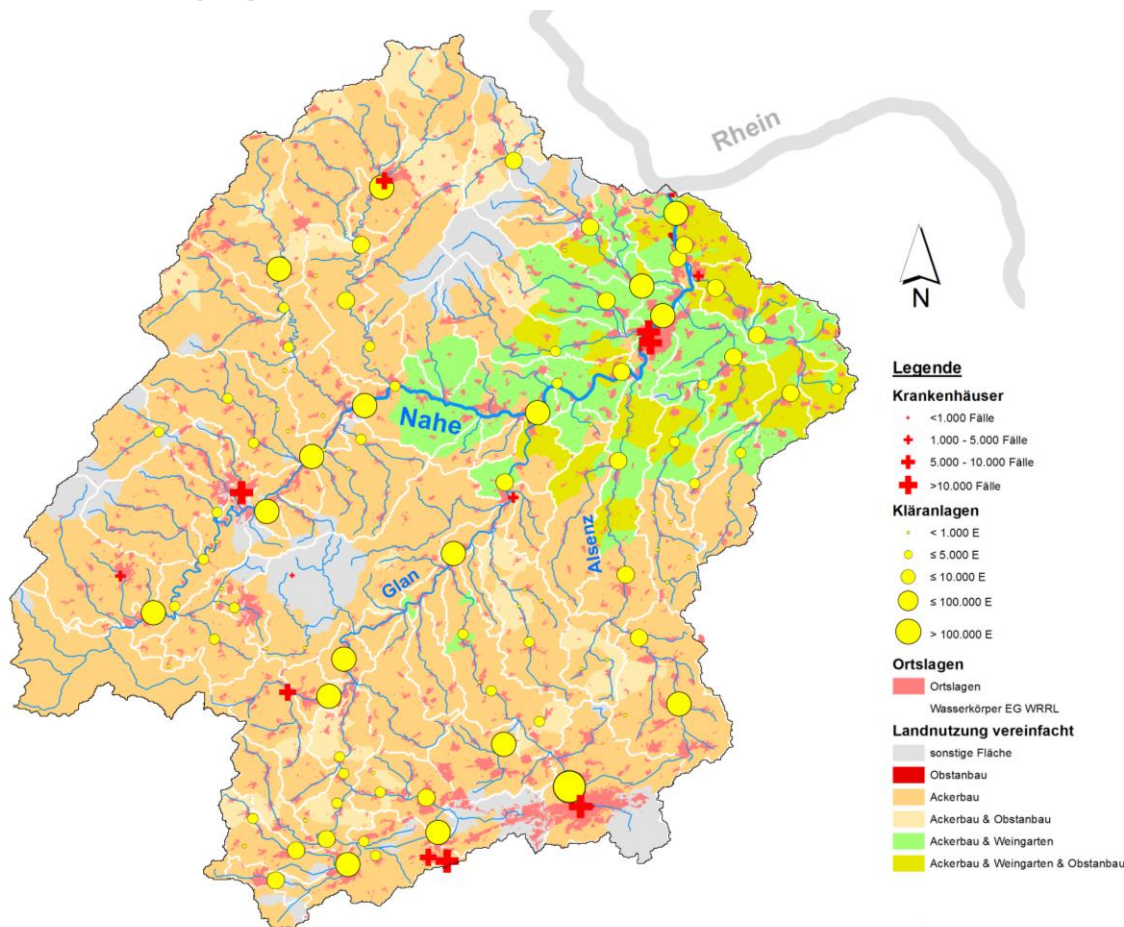 Rhein
N
Nahe
Glan
Alsenz
Legende
Krankenhäuser
<1.000 Fälle
1.000 - 5.000 Fälle
5.000 - 10.000 Fälle
>10.000 Fälle
Kläranlagen
< 1.000 E
≤ 5.000 E
≤ 10.000 E
≤ 100.000 E
> 100.000 E
Ortslagen
Ortslagen
Wasserkörper EG WRRL
Landnutzung vereinfacht
sonstige Fläche
Obstanbau
Ackerbau
Ackerbau & Obstanbau
Ackerbau & Weingarten
Ackerbau & Weingarten & Obstanbau